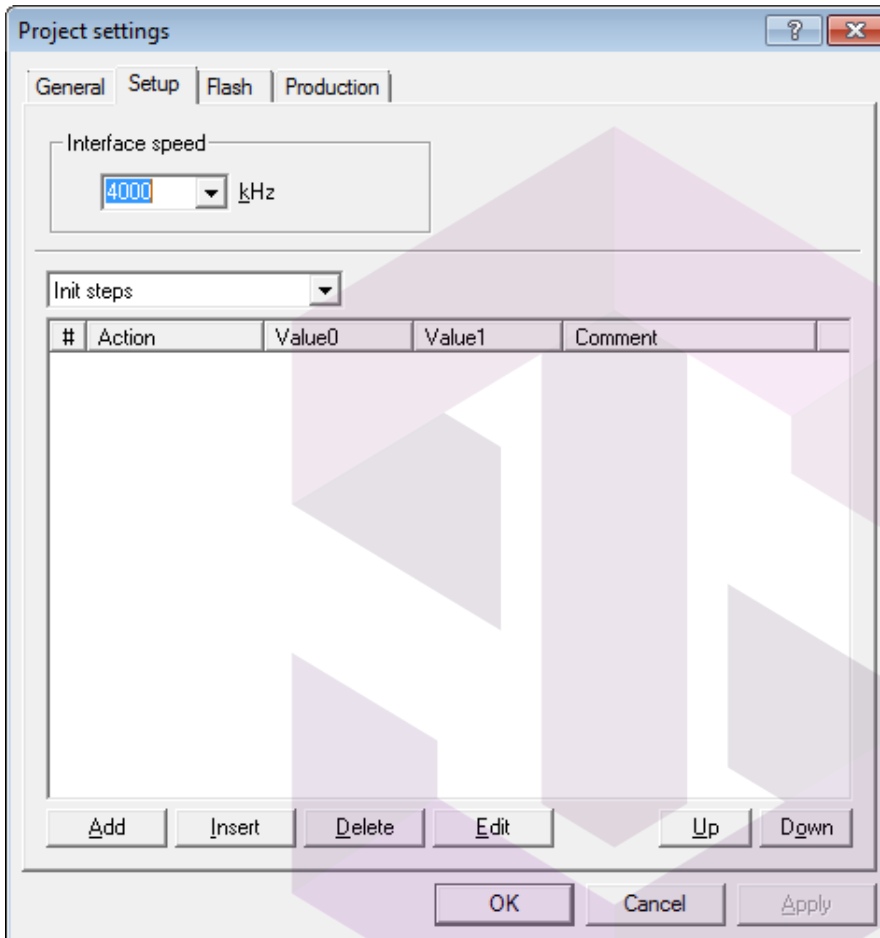 Project settings
General Setup Flash Production
Interface speed
4000 kHz
Init steps
# Action Value0 Value1 Comment
Add Insert Delete Edit Up Down
OK Cancel Apply